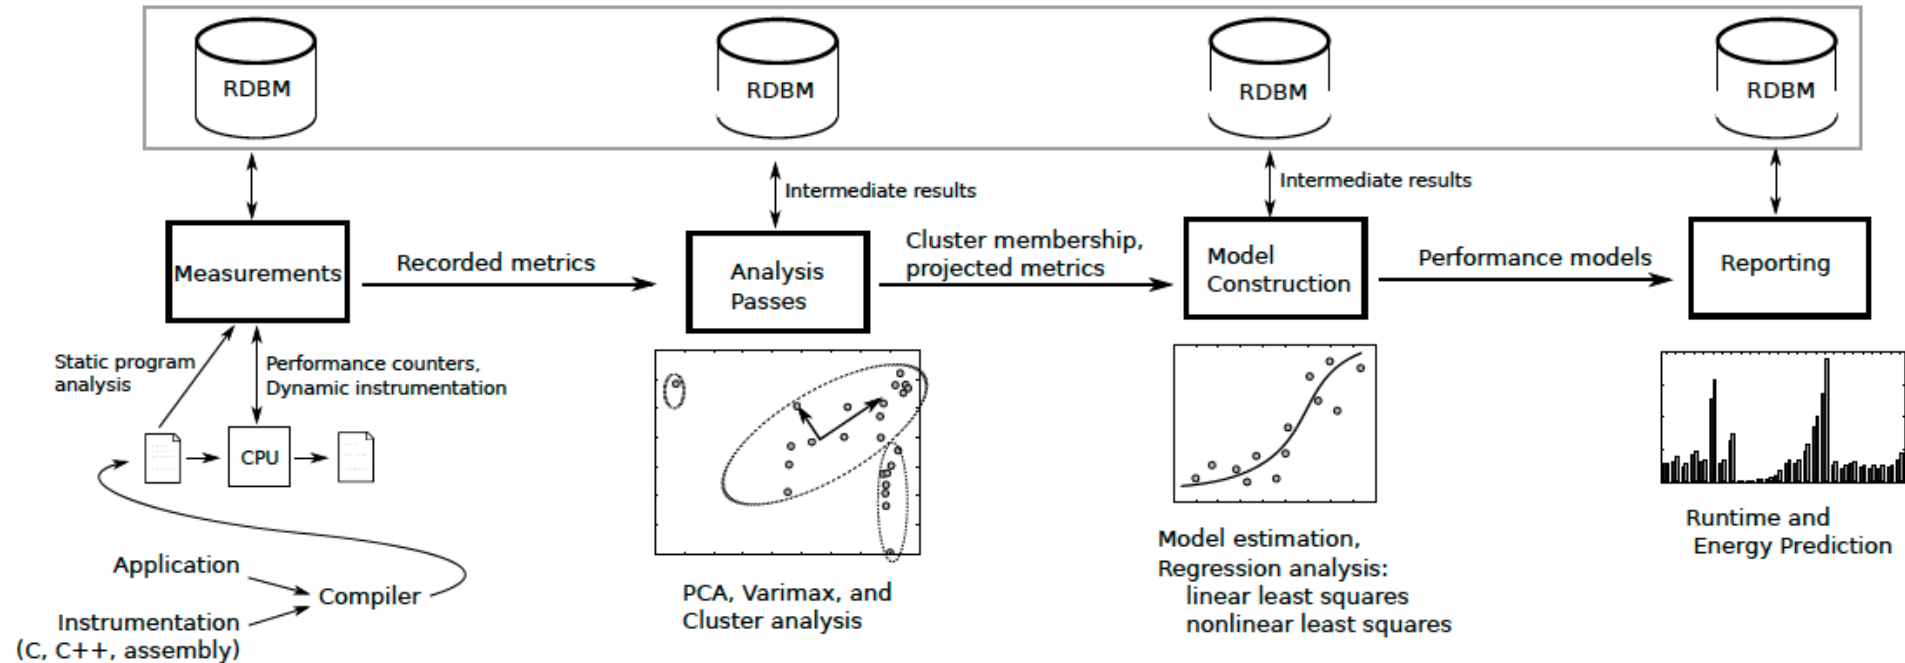 RDBM
RDBM
RDBM
RDBM
Intermediate results
Intermediate results
Measurements
Recorded metrics
Analysis
Passes
Cluster membership,
projected metrics
Model
Construction
Performance models
Reporting
Static program
analysis
Performance counters,
Dynamic instrumentation
CPU
Application
Compiler
Instrumentation
(C, C++, assembly)
PCA, Varimax, and
Cluster analysis
Model estimation,
Regression analysis:
linear least squares
nonlinear least squares
Runtime and
Energy Prediction